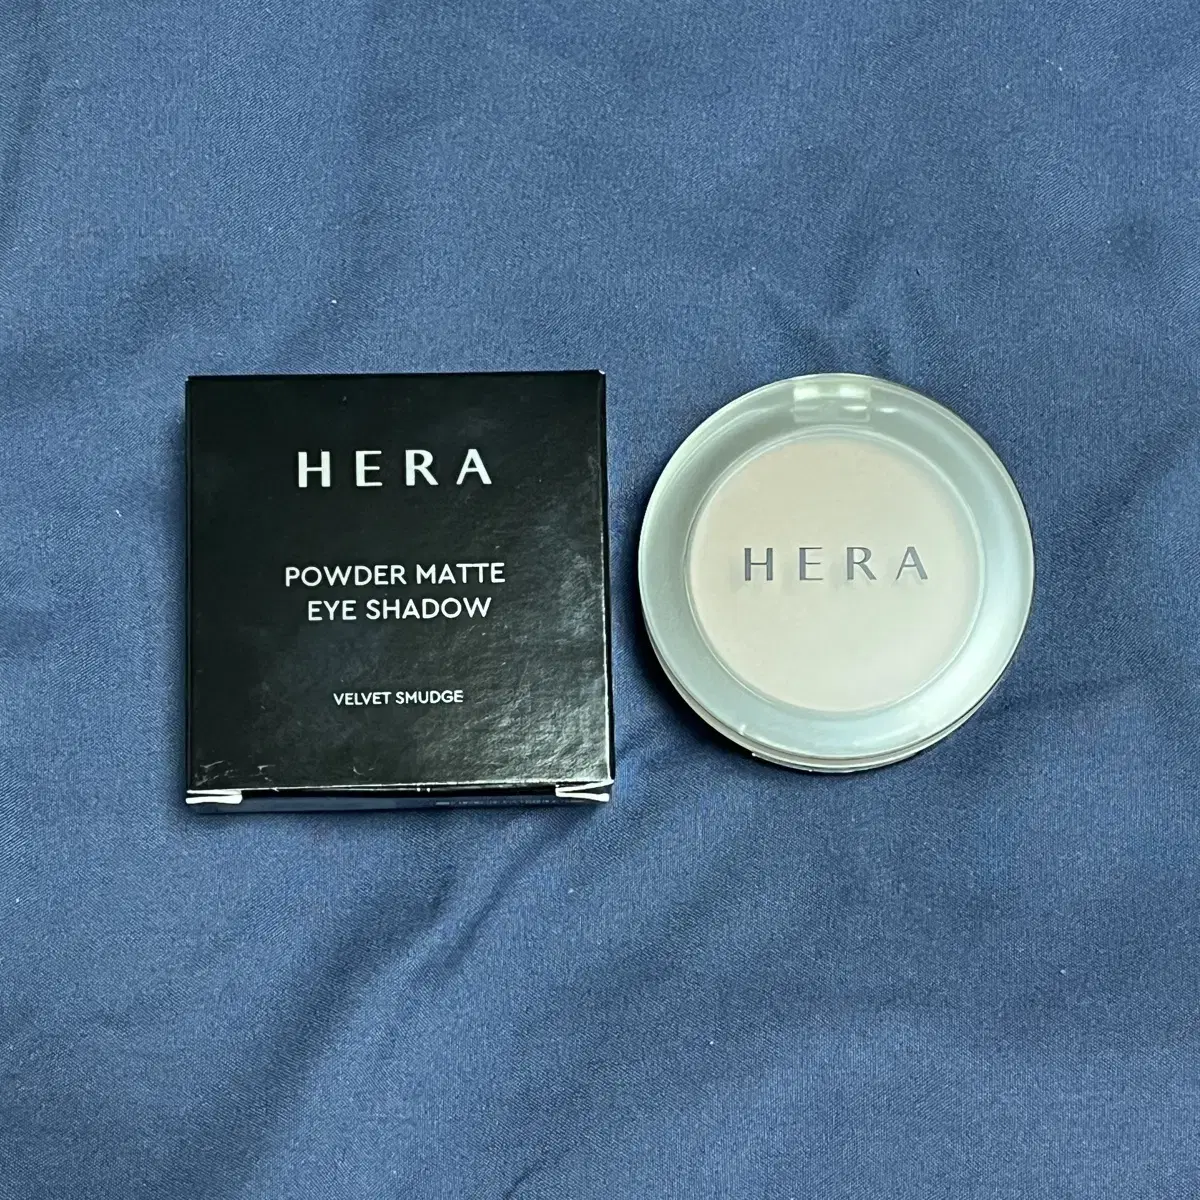 HERA
POWDER MATTE
EYE SHADOW
VELVET SMUDGE
HERA